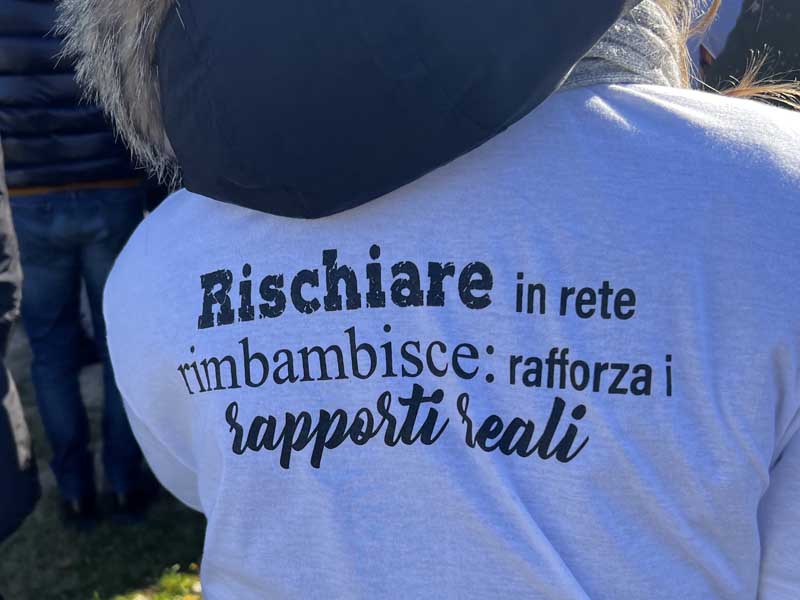 Rischiare in rete
rimbambisce: rafforza i
rapporti reali